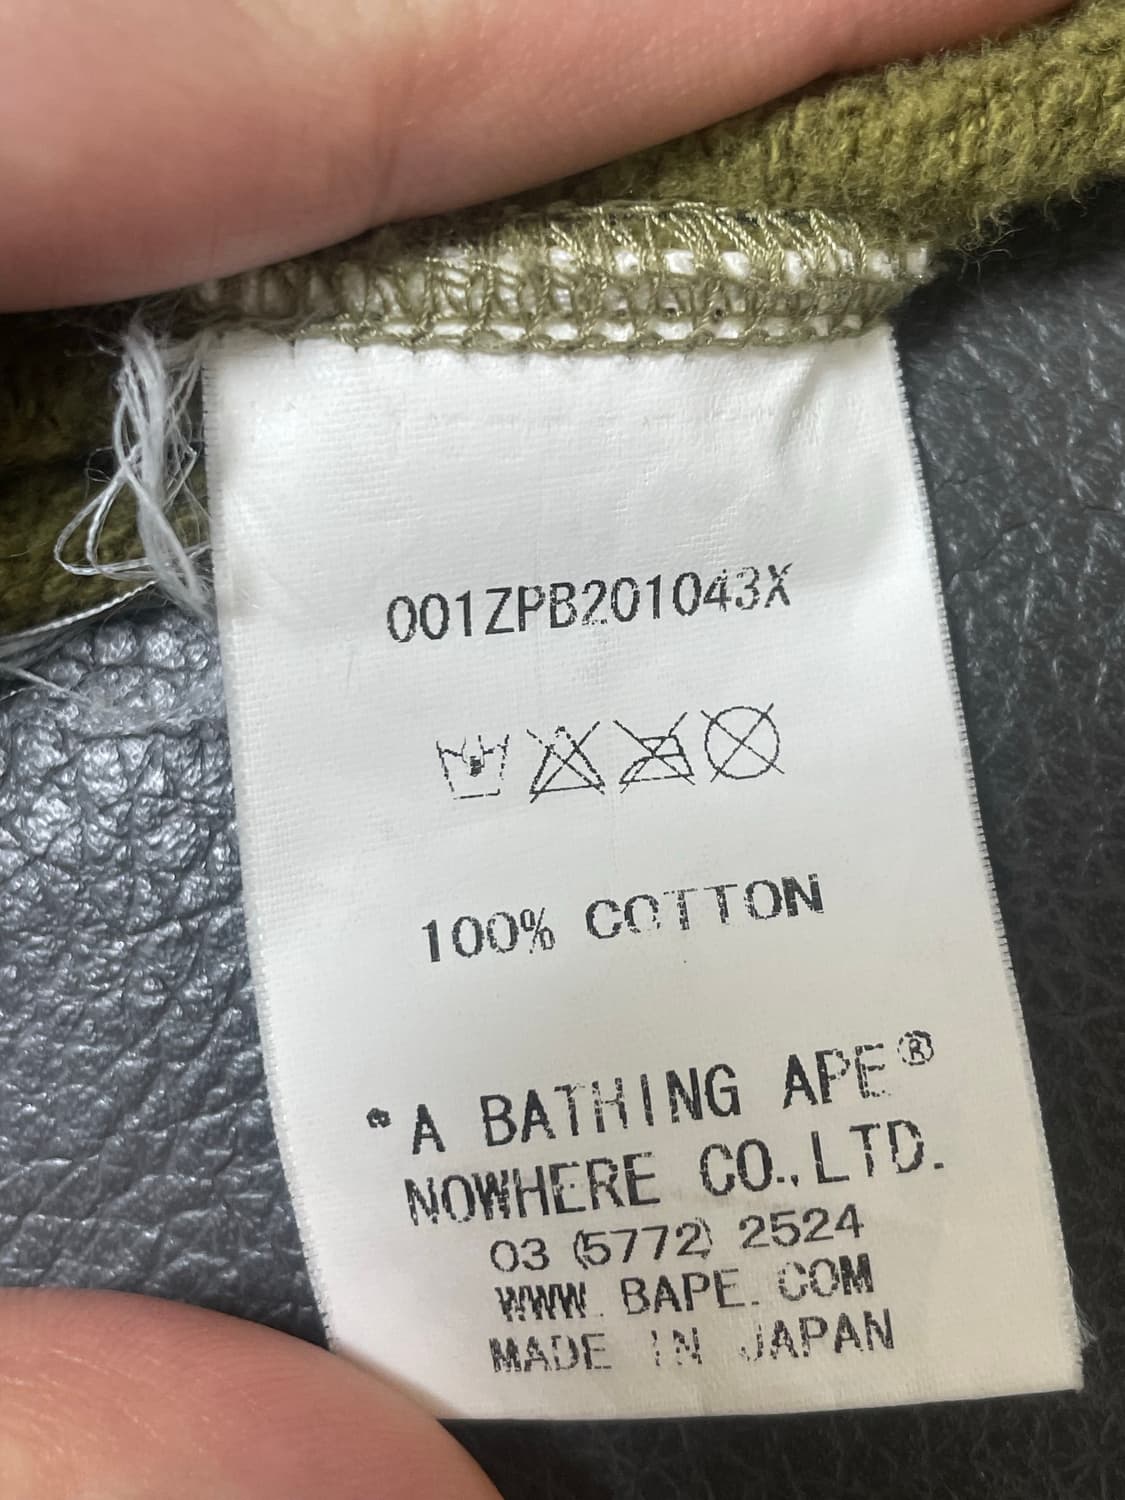 001ZPB201043X
100% COTTON
"A BATHING APE®
NOWHERE CO.,LTD.
03 (5772) 2524
WWW.BAPE.COM
MADE IN JAPAN